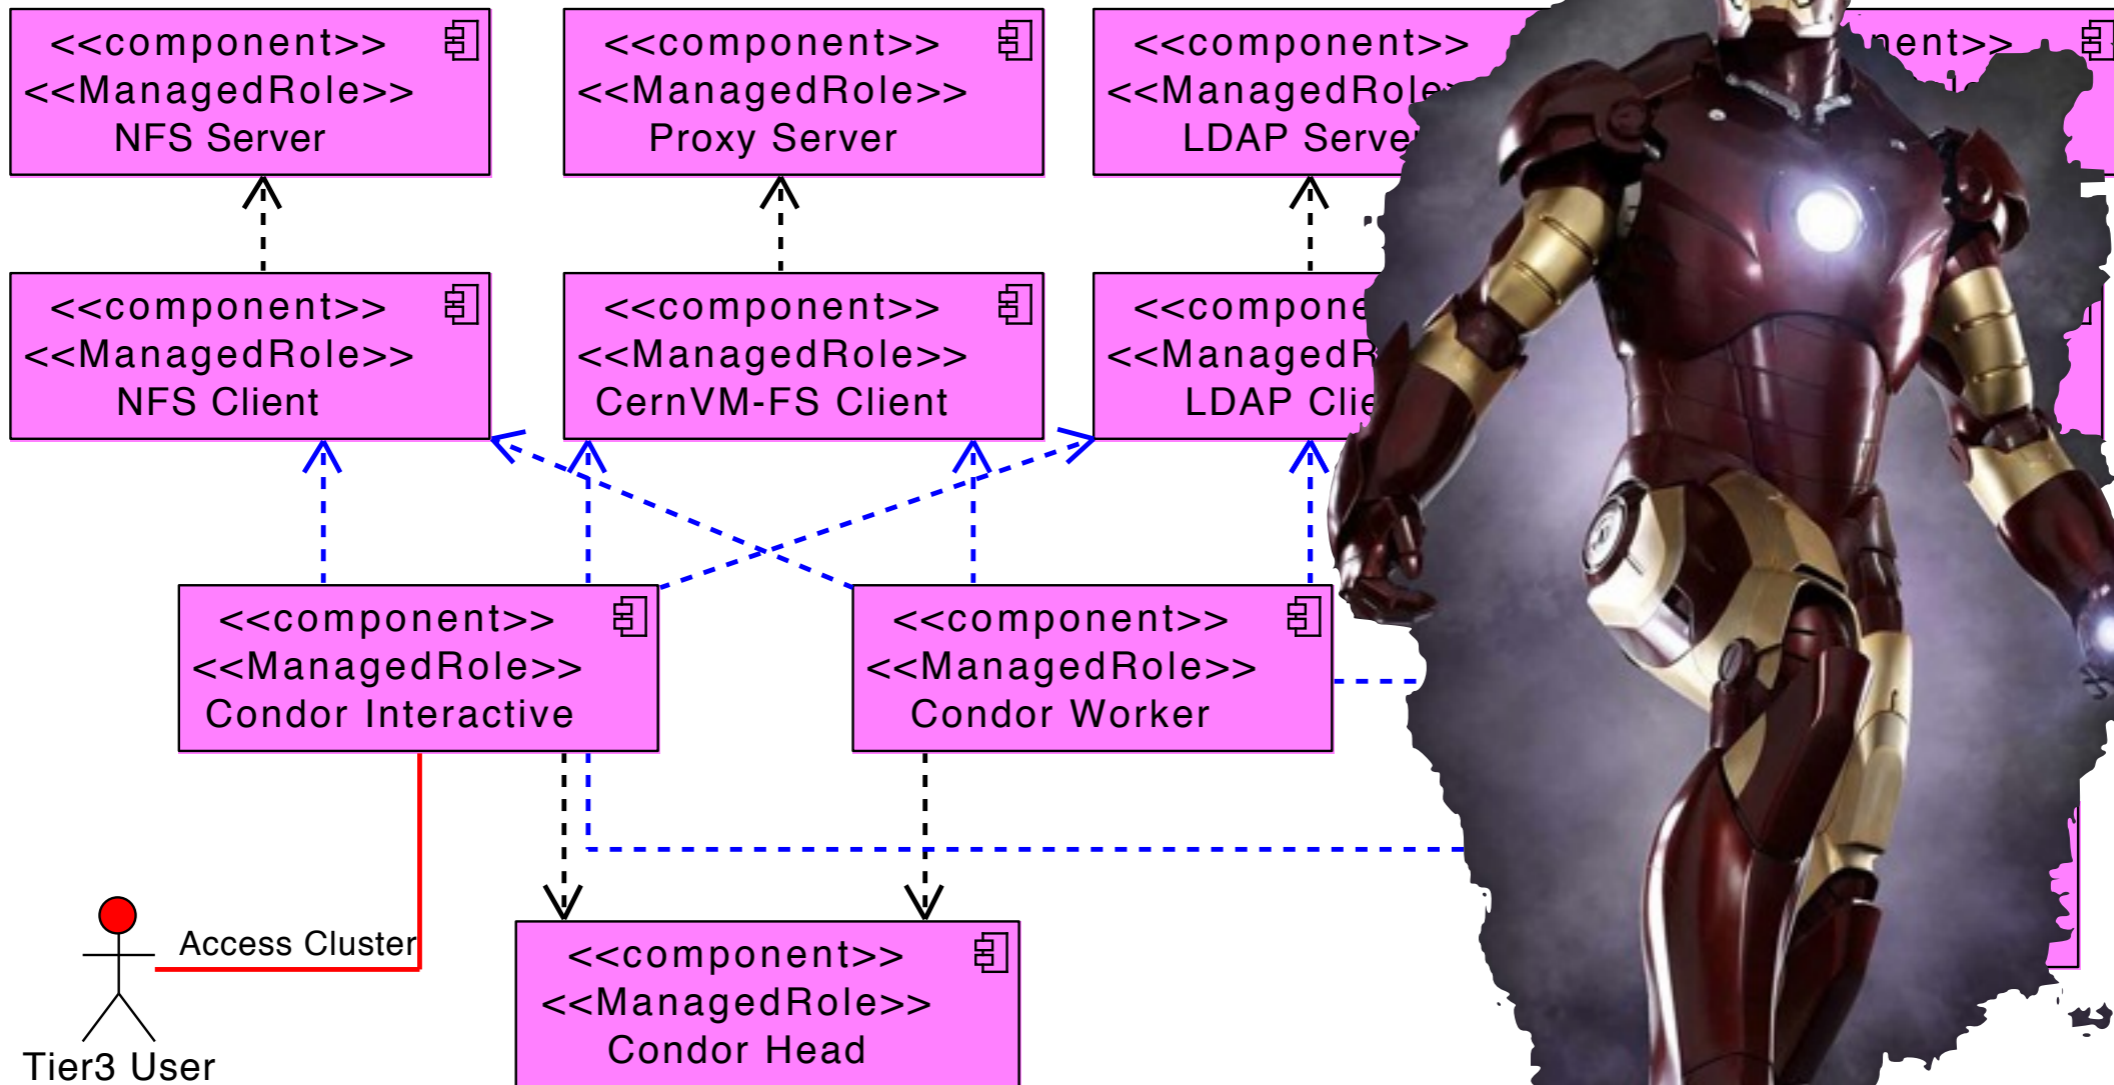 <<component>>
<<ManagedRole>>
NFS Server
<<component>>
<<ManagedRole>>
Proxy Server
<<component>>
<<ManagedRole
LDAP Serve
nent>>
<<component>>
<<ManagedRole>>
NFS Client
<<component>>
<<ManagedRole>>
CernVM-FS Client
<<compone
<<ManagedR
LDAP Clie
<<component>>
<<ManagedRole>>
Condor Interactive
<<component>>
<<ManagedRole>>
Condor Worker
Access Cluster
<<component>>
<<ManagedRole>>
Condor Head
Tier3 User